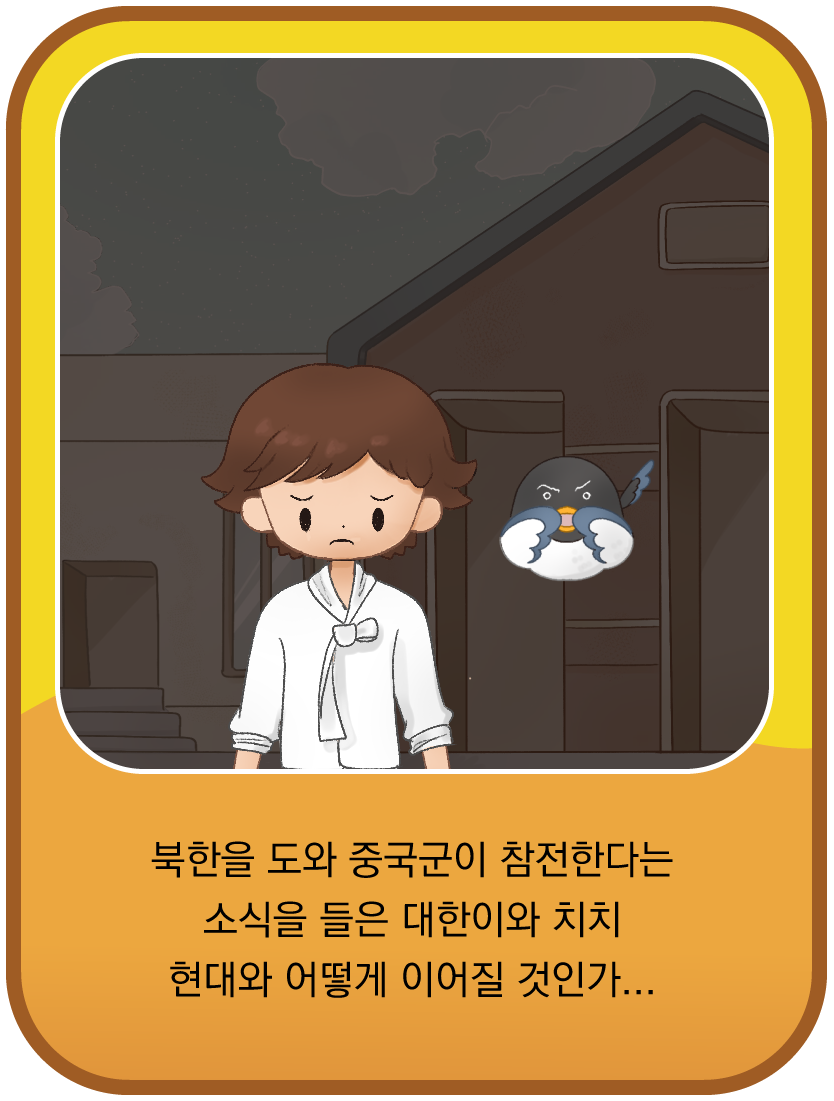 북한을 도와 중국군이 참전한다는
소식을 들은 대한이와 치치
현대와 어떻게 이어질 것인가...